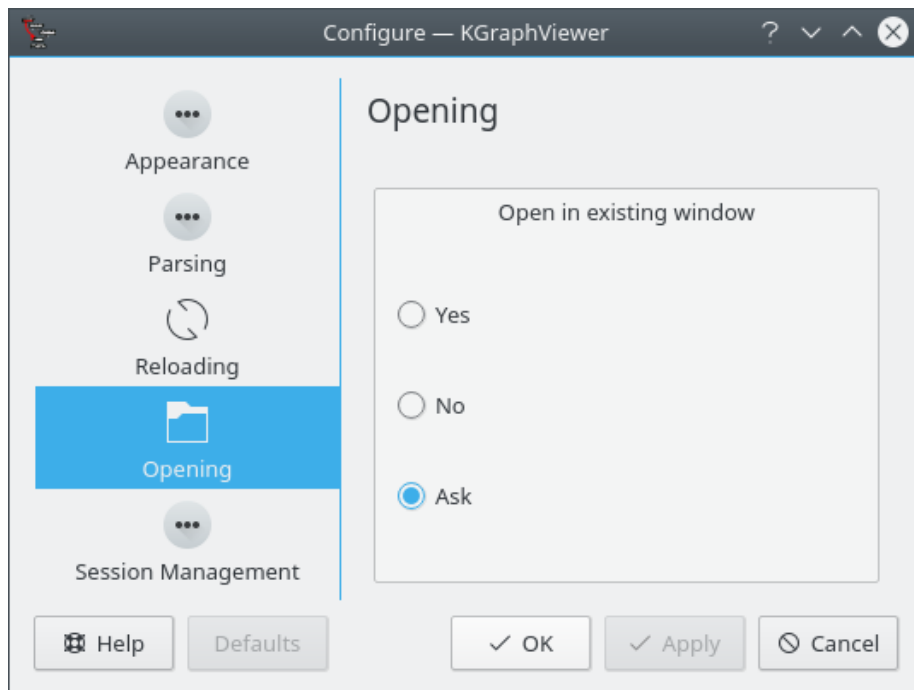 Configure — KGraphViewer
Appearance
Parsing
Reloading
Opening
Session Management
Opening
Open in existing window
Yes
No
Ask
Help
Defaults
OK
Apply
Cancel